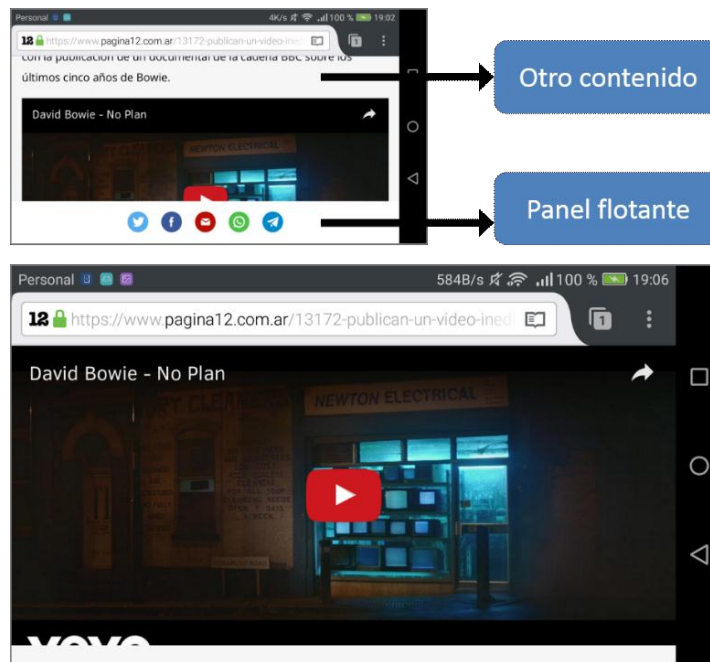 Personal
4K/s 100 % 19:02
12 https://www.pagina12.com.ar/13172-publican-un-video-ined
con la publicación de un documental de la cadena BBC sobre los
últimos cinco años de Bowie.
David Bowie - No Plan
NEWTON ELECTRICAL
Otro contenido
Panel flotante
Personal
584B/s 100 % 19:06
12 https://www.pagina12.com.ar/13172-publican-un-video-ined
1
David Bowie - No Plan
NEWTON ELECTRICAL
vevo